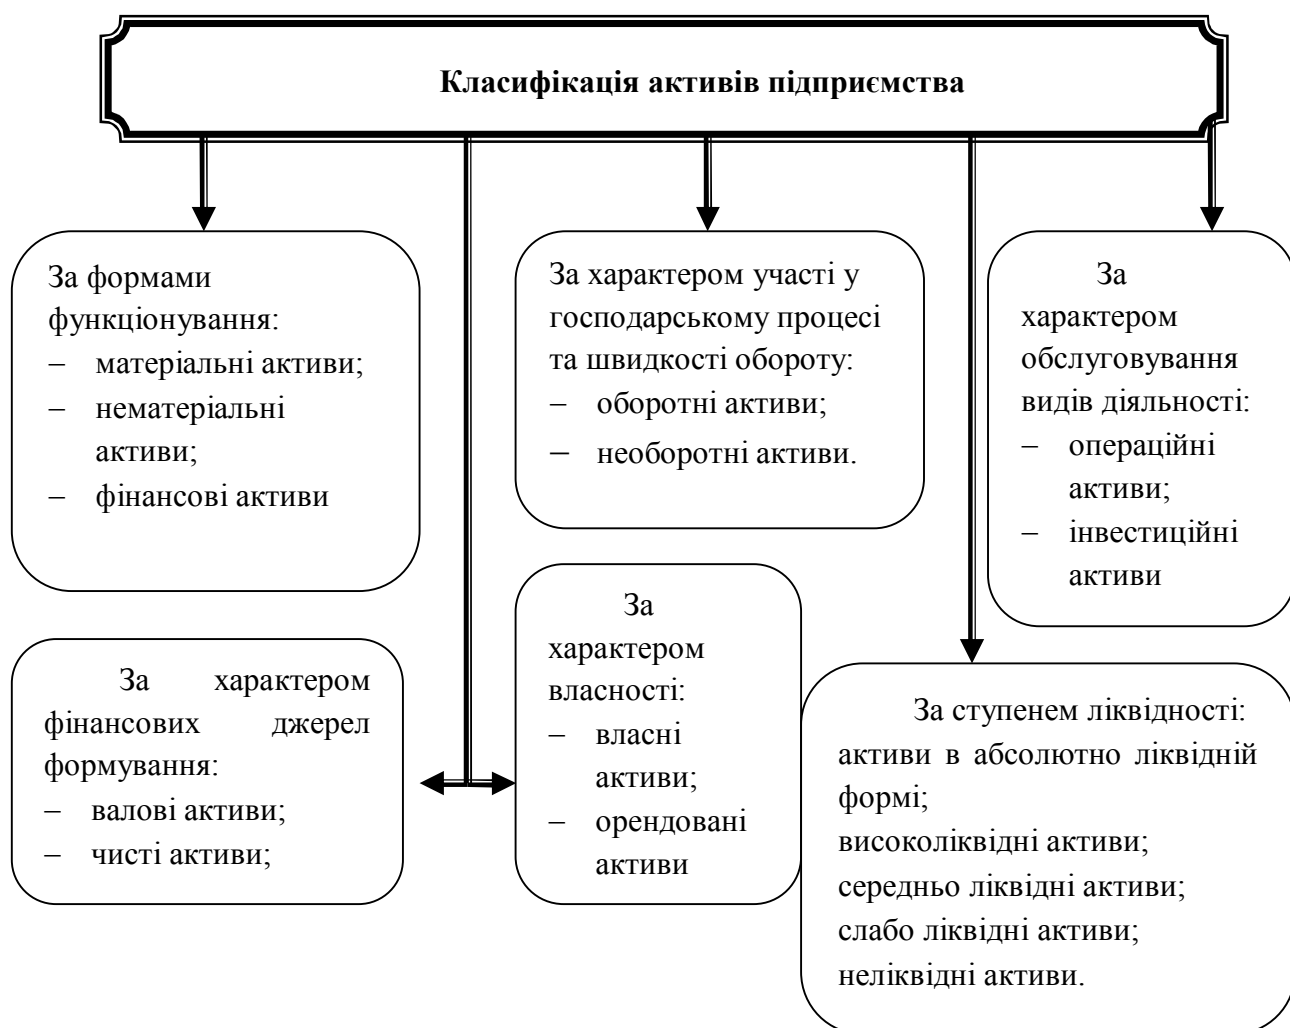 Класифікація активів підприємства
За формами
функціонування:
– матеріальні активи;
– нематеріальні
активи;
– фінансові активи
За характером участі у
господарському процесі
та швидкості обороту:
– оборотні активи;
– необоротні активи.
За
характером
обслуговування
видів діяльності:
– операційні
активи;
– інвестиційні
активи
За характером
фінансових джерел
формування:
– валові активи;
– чисті активи;
За
характером
власності:
– власні
активи;
– орендовані
активи
За ступенем ліквідності:
активи в абсолютно ліквідній
формі;
високоліквідні активи;
середньо ліквідні активи;
слабо ліквідні активи;
неліквідні активи.